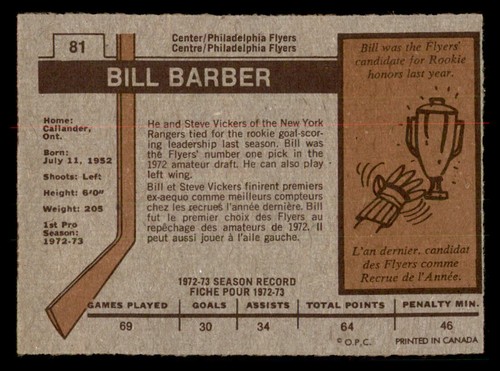 81
Center/Philadelphia Flyers
Centre/Philadelphia Flyers
BILL BARBER
Home:
Callander,
Ont.
Born:
July 11, 1952
Shoots: Left
Height: 6'0"
Weight: 205
1st Pro
Season:
1972-73
He and Steve Vickers of the New York
Rangers tied for the rookie goal-scor-
ing leadership last season. Bill was
the Flyers' number one pick in the
1972 amateur draft. He can also play
left wing.
Bill et Steve Vickers finirent premiers
ex-aequo comme meilleurs compteurs
chez les recrues l'année dernière. Bill
fut le premier choix des Flyers au
repêchage des amateurs de 1972. Il
peut aussi jouer à l'aile gauche.
Bill was the Flyers'
candidate for Rookie
honors last year.
L'an dernier, candidat
des Flyers comme
Recrue de l'Année.
1972-73 SEASON RECORD
FICHE POUR 1972-73
GAMES PLAYED GOALS ASSISTS TOTAL POINTS PENALTY MIN.
69 30 34 64 46
© O.P.C. PRINTED IN CANADA